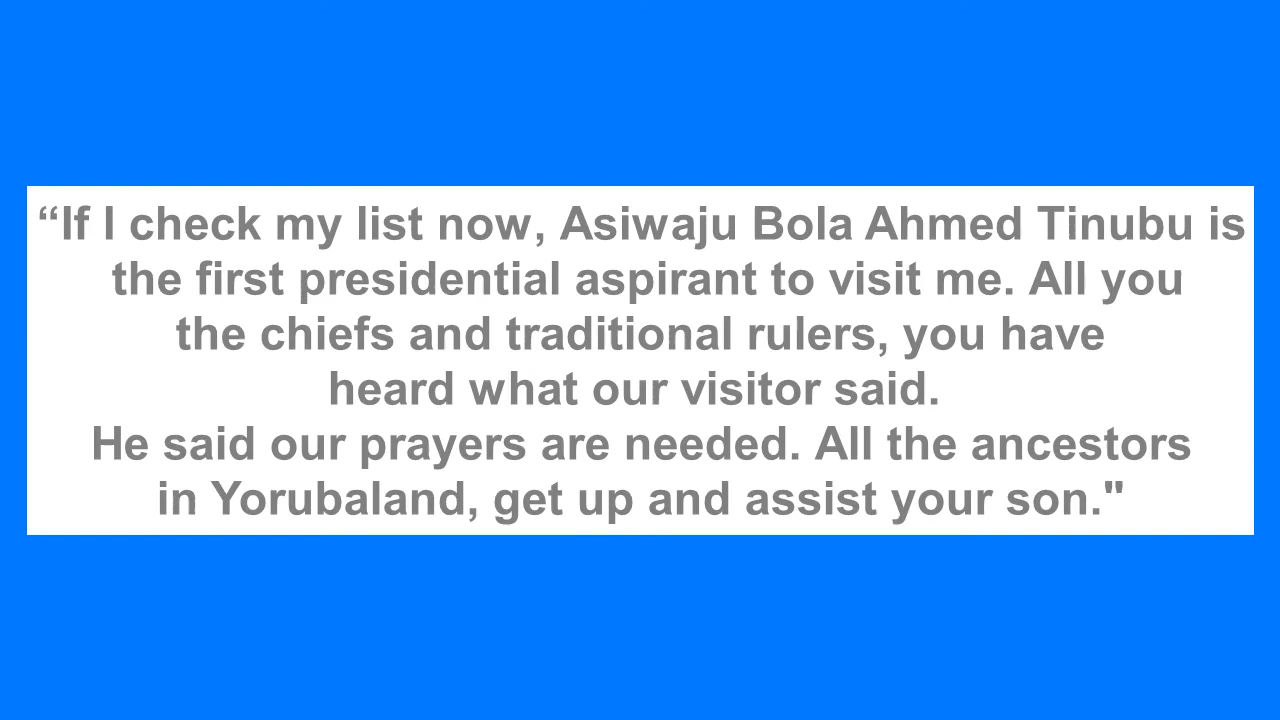 “If I check my list now, Asiwaju Bola Ahmed Tinubu is
the first presidential aspirant to visit me. All you
the chiefs and traditional rulers, you have
heard what our visitor said.
He said our prayers are needed. All the ancestors
in Yorubaland, get up and assist your son."